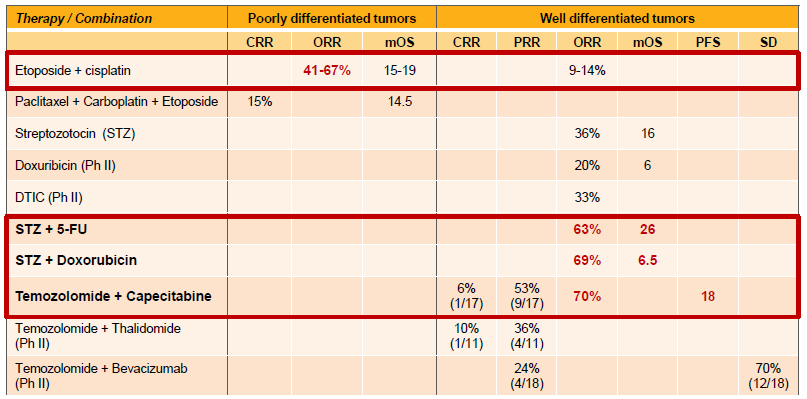 Therapy / Combination Poorly differentiated tumors Well differentiated tumors
CRR ORR mOS CRR PRR ORR mOS PFS SD
Etoposide + cisplatin 41-67% 15-19 9-14%
Paclitaxel + Carboplatin + Etoposide 15% 14.5
Streptozotocin (STZ) 36% 16
Doxuribicin (Ph II) 20% 6
DTIC (Ph II) 33%
STZ + 5-FU 63% 26
STZ + Doxorubicin 69% 6.5
Temozolomide + Capecitabine 6% 53% 70% 18
(1/17) (9/17)
Temozolomide + Thalidomide 10% 36%
(Ph II) (1/11) (4/11)
Temozolomide + Bevacizumab 24% 70%
(Ph II) (4/18) (12/18)